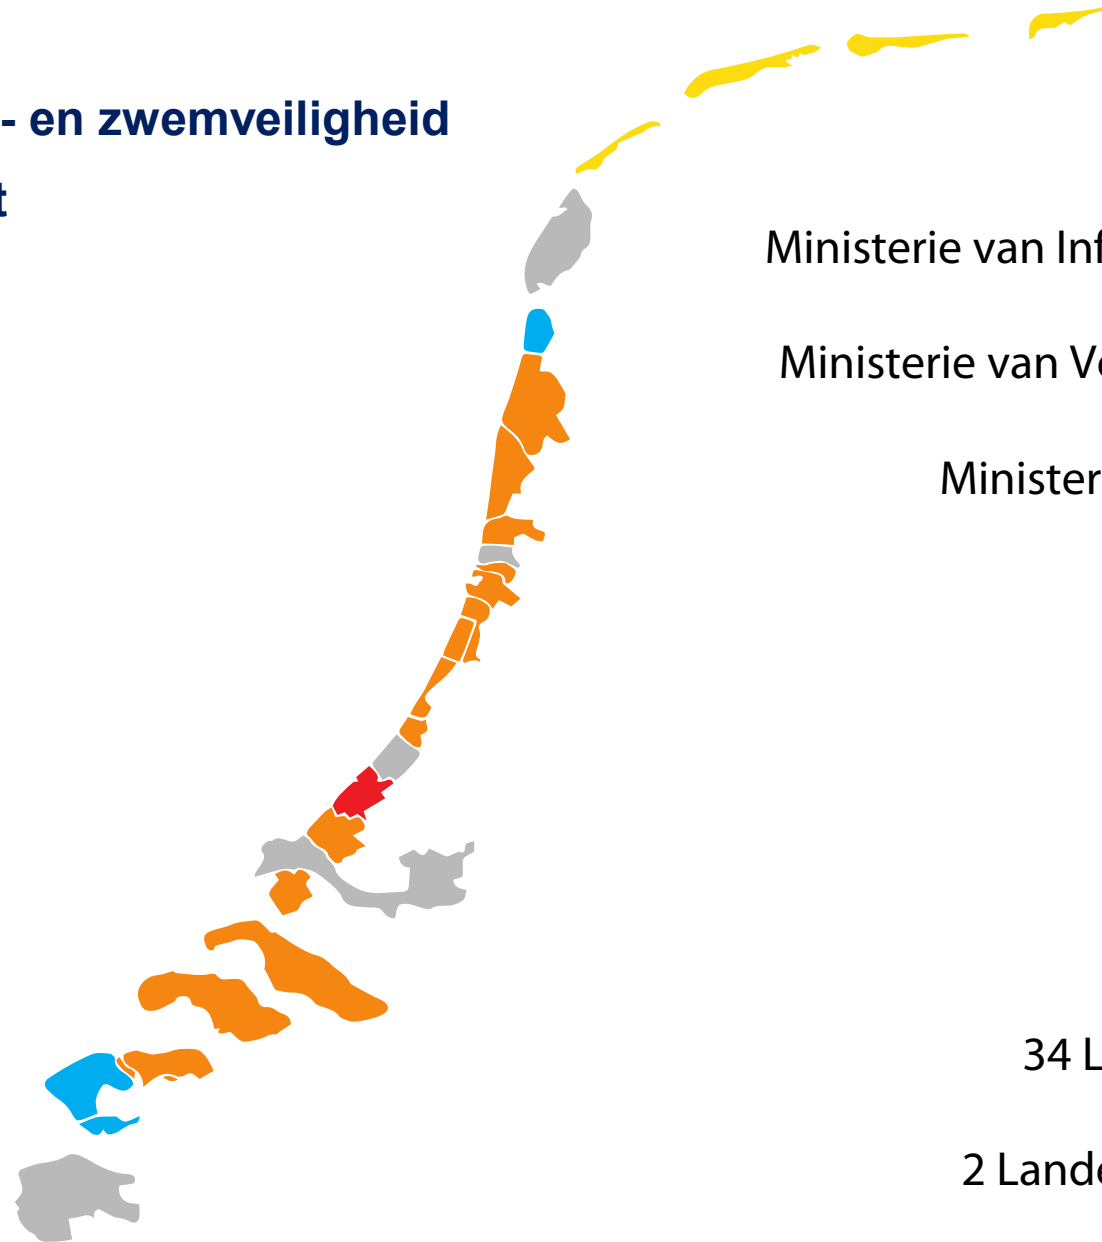 - en zwemveiligheid
t
Ministerie van Inf
Ministerie van Ve
Minister
34 L
2 Lande